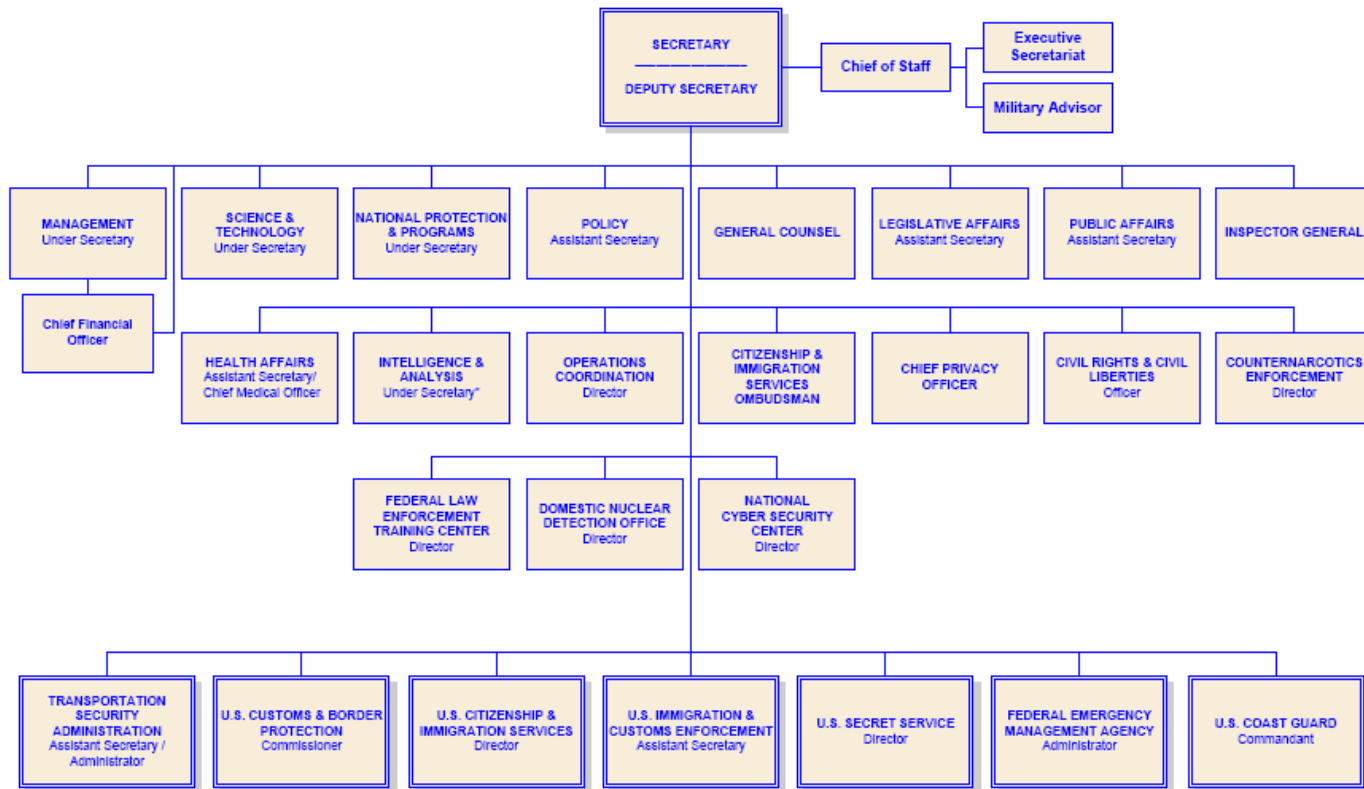 SECRETARY
DEPUTY SECRETARY
Chief of Staff
Executive
Secretariat
Military Advisor
MANAGEMENT
Under Secretary
SCIENCE &
TECHNOLOGY
Under Secretary
NATIONAL PROTECTION
& PROGRAMS
Under Secretary
POLICY
Assistant Secretary
GENERAL COUNSEL
LEGISLATIVE AFFAIRS
Assistant Secretary
PUBLIC AFFAIRS
Assistant Secretary
INSPECTOR GENERAL
Chief Financial
Officer
HEALTH AFFAIRS
Assistant Secretary/
Chief Medical Officer
INTELLIGENCE &
ANALYSIS
Under Secretary*
OPERATIONS
COORDINATION
Director
CITIZENSHIP &
IMMIGRATION
SERVICES
OMBUDSMAN
CHIEF PRIVACY
OFFICER
CIVIL RIGHTS & CIVIL
LIBERTIES
Officer
COUNTERNARCOTICS
ENFORCEMENT
Director
FEDERAL LAW
ENFORCEMENT
TRAINING CENTER
Director
DOMESTIC NUCLEAR
DETECTION OFFICE
Director
NATIONAL
CYBER SECURITY
CENTER
Director
TRANSPORTATION
SECURITY
ADMINISTRATION
Assistant Secretary /
Administrator
U.S. CUSTOMS & BORDER
PROTECTION
Commissioner
U.S. CITIZENSHIP &
IMMIGRATION SERVICES
Director
U.S. IMMIGRATION &
CUSTOMS ENFORCEMENT
Assistant Secretary
U.S. SECRET SERVICE
Director
FEDERAL EMERGENCY
MANAGEMENT AGENCY
Administrator
U.S. COAST GUARD
Commandant